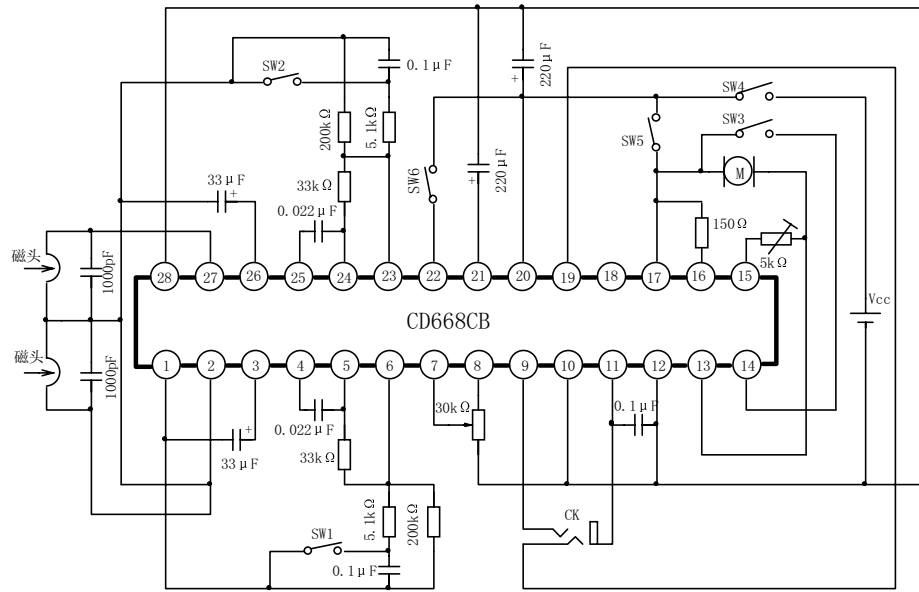 SW2
0.1μF
220μF
+
SW4
SW3
200kΩ
5.1kΩ
SW5
33μF
+
33kΩ
SW6
+
220μF
M
0.022μF
150Ω
磁头
1000pF
5kΩ
28 27 26 25 24 23 22 21 20 19 18 17 16 15
Vcc
CD668CB
磁头
1000pF
1 2 3 4 5 6 7 8 9 10 11 12 13 14
30kΩ
0.1μF
0.022μF
+
33μF
33kΩ
5.1kΩ
200kΩ
CK
SW1
0.1μF